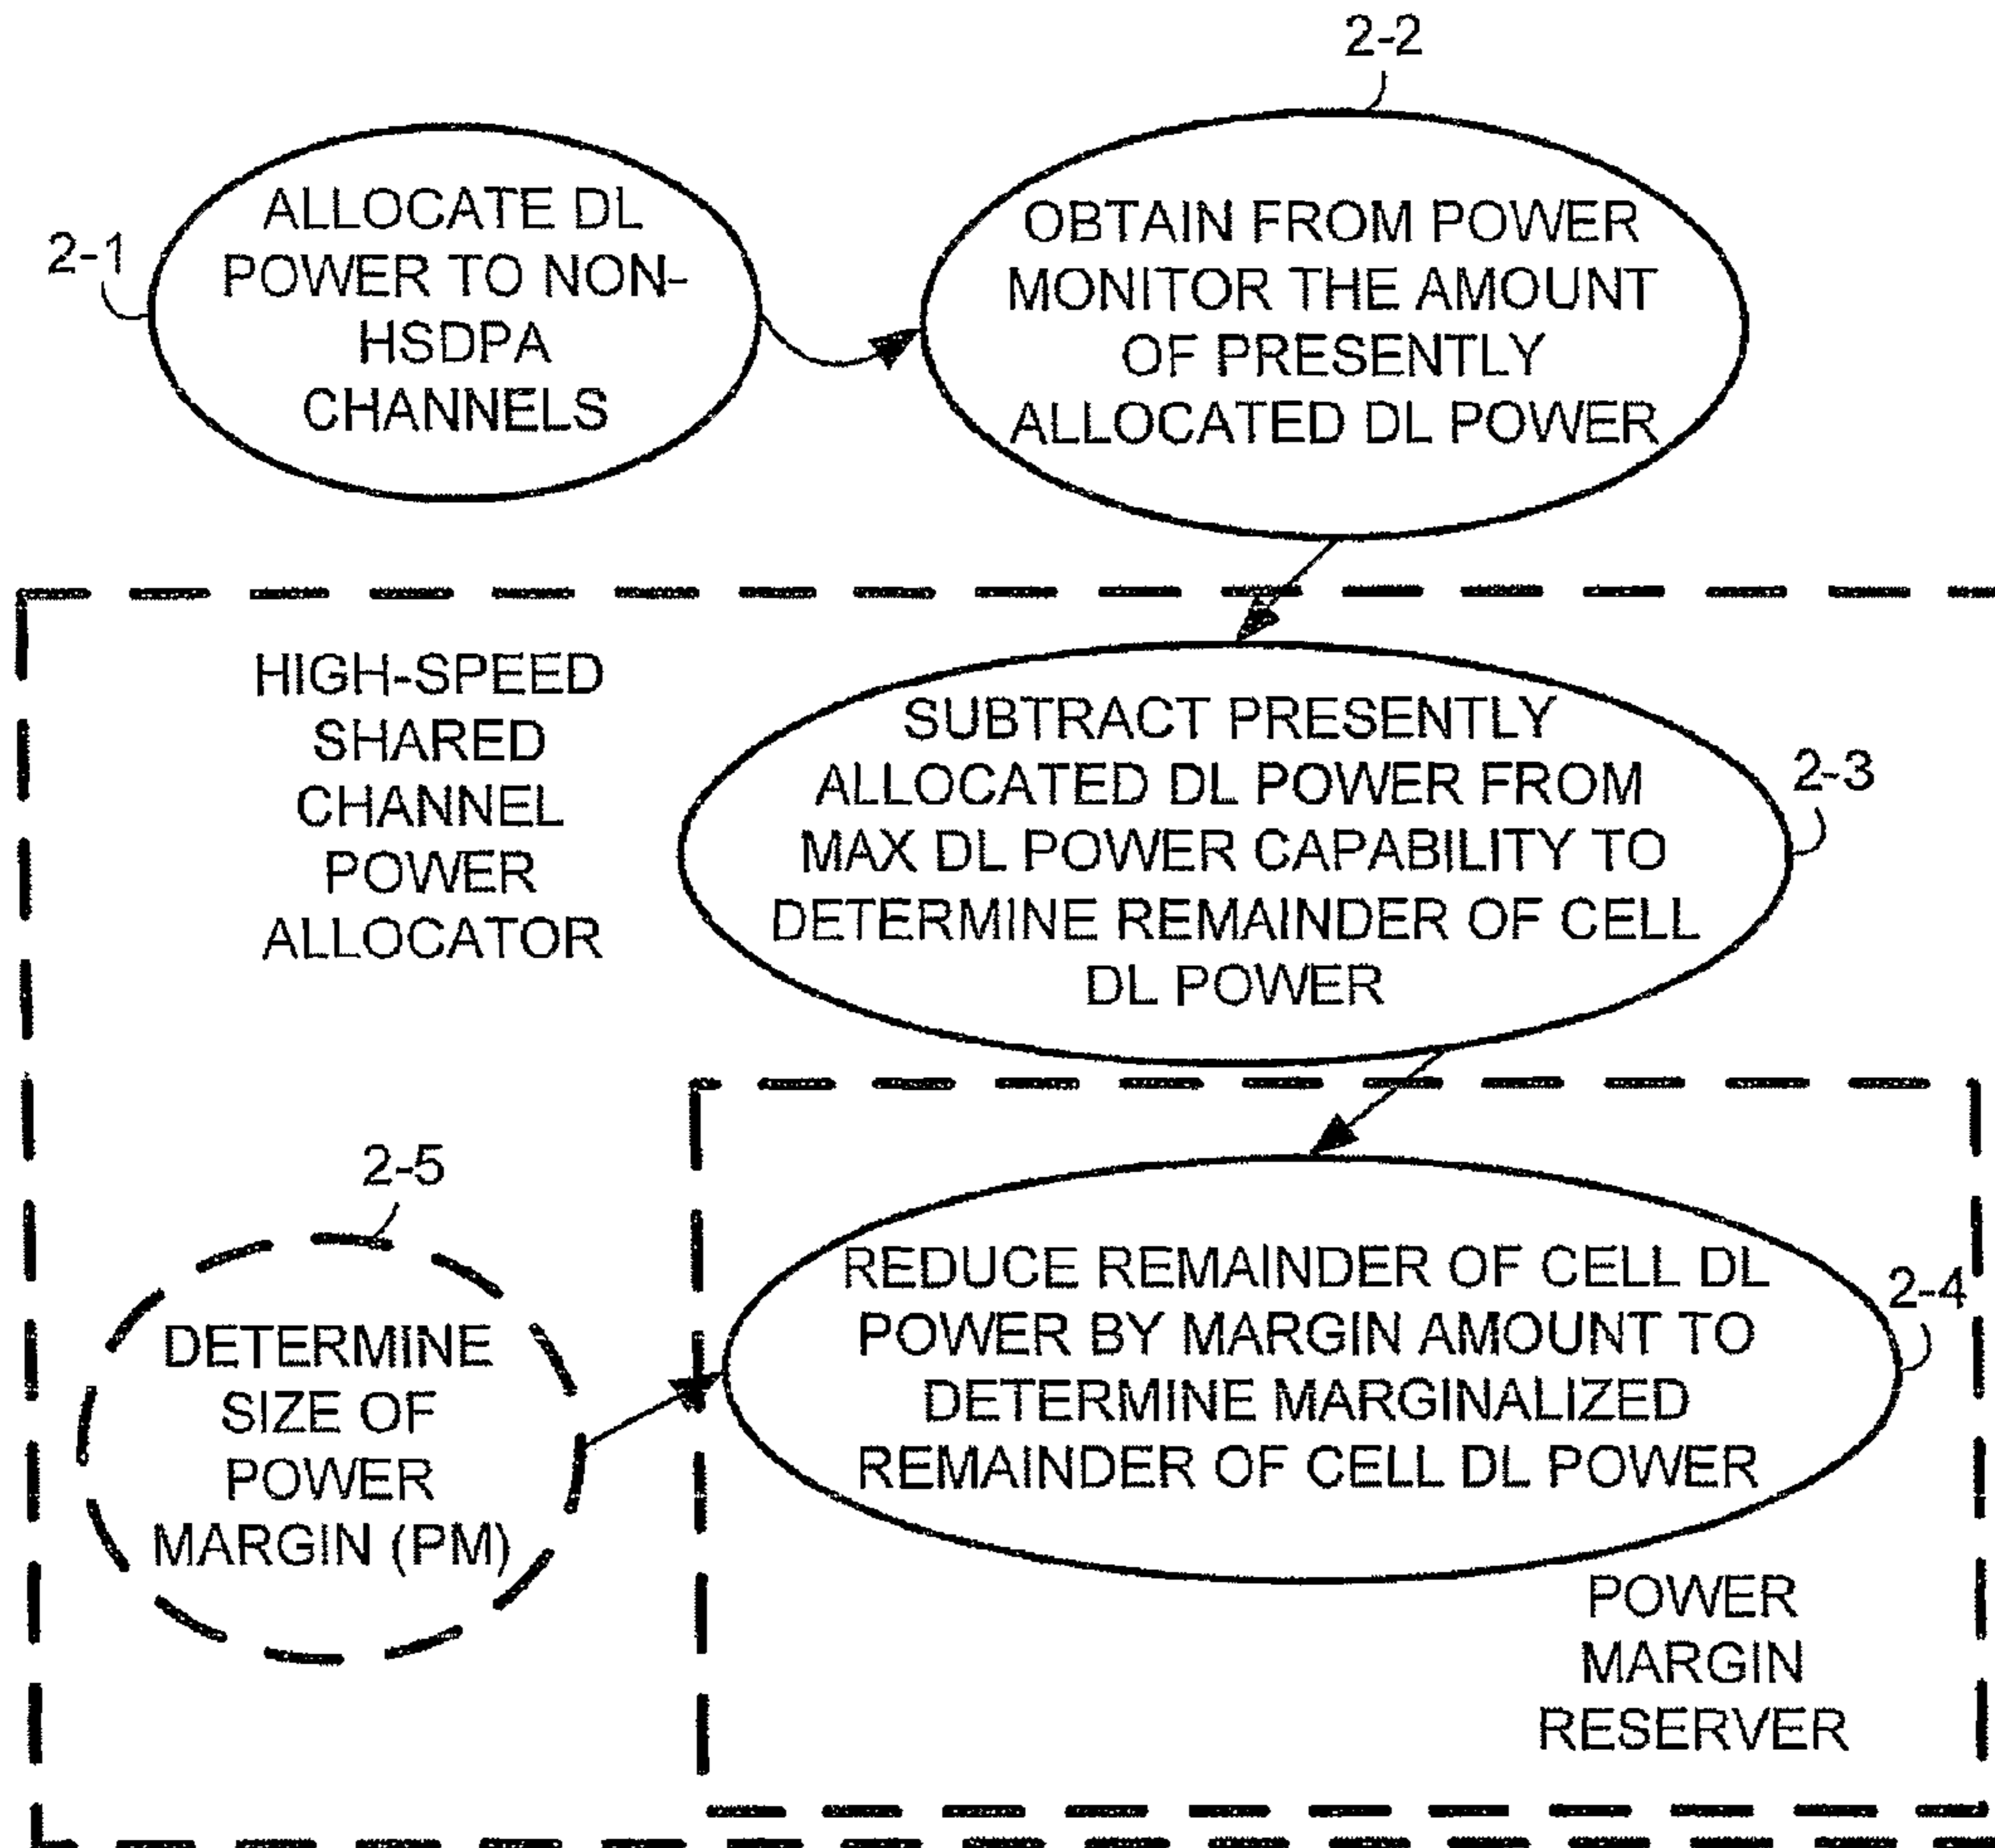 2-1
ALLOCATE DL
POWER TO NON-
HSDPA
CHANNELS
2-2
OBTAIN FROM POWER
MONITOR THE AMOUNT
OF PRESENTLY
ALLOCATED DL POWER
HIGH-SPEED
SHARED
CHANNEL
POWER
ALLOCATOR
SUBTRACT PRESENTLY
ALLOCATED DL POWER FROM
MAX DL POWER CAPABILITY TO
DETERMINE REMAINDER OF CELL
DL POWER
2-3
2-5
DETERMINE
SIZE OF
POWER
MARGIN (PM)
REDUCE REMAINDER OF CELL DL
POWER BY MARGIN AMOUNT TO
DETERMINE MARGINALIZED
REMAINDER OF CELL DL POWER
2-4
POWER
MARGIN
RESERVER